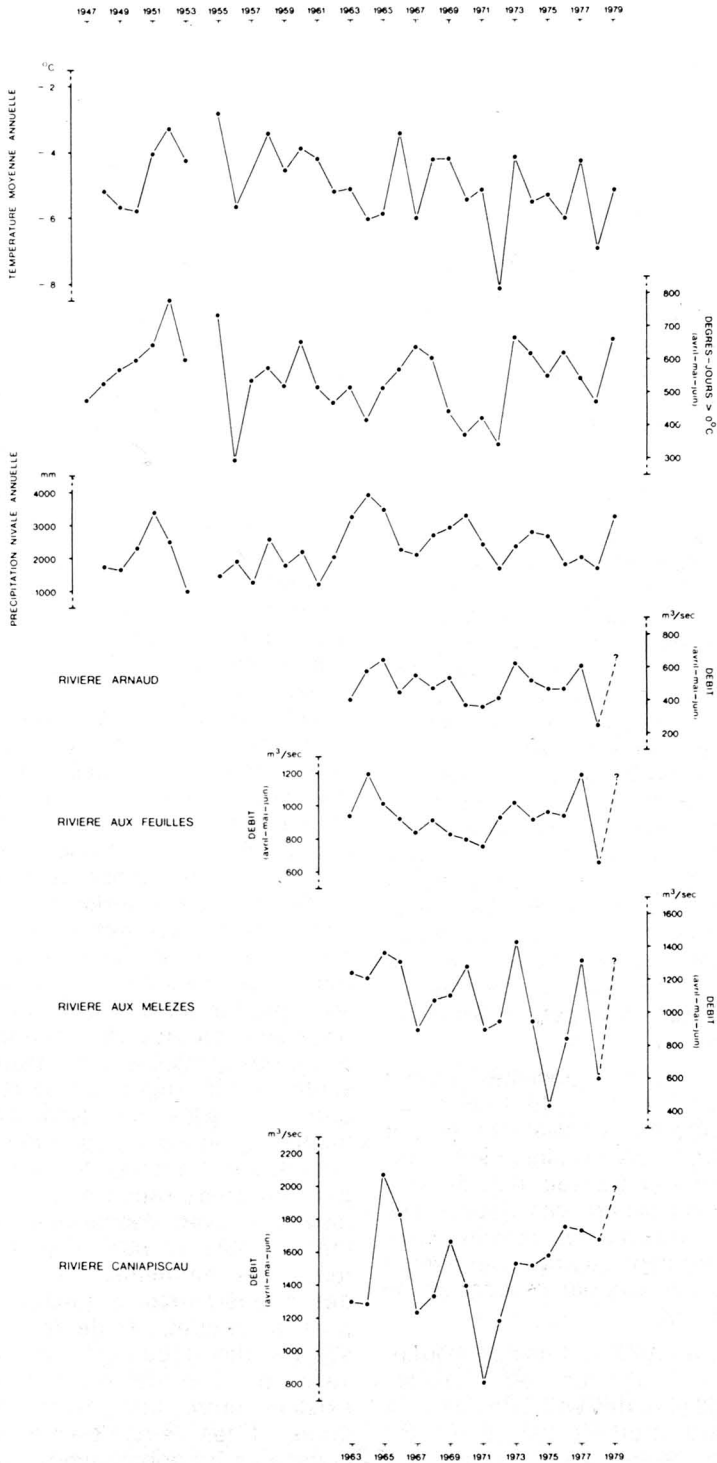 1947 1949 1951 1953 1955 1957 1959 1961 1963 1965 1967 1969 1971 1973 1975 1977 1979
°C
TEMPERATURE MOYENNE ANNUELLE
- 2
- 4
- 6
- 8
DEGRES-JOURS > 0°C
(avril-mai-juin)
800
700
600
500
400
300
PRECIPITATION NIVALE ANNUELLE
mm
4000
3000
2000
1000
m³/sec
RIVIERE ARNAUD
800
600
400
200
DEBIT
(avril-mai-juin)
?
m³/sec
RIVIERE AUX FEUILLES
DEBIT
(avril-mai-juin)
1200
1000
800
600
?
m³/sec
RIVIERE AUX MELEZES
1600
1400
1200
1000
800
600
400
DEBIT
(avril-mai-juin)
?
m³/sec
RIVIERE CANIAPISCAU
DEBIT
(avril-mai-juin)
2200
2000
1800
1600
1400
1200
1000
800
?
1963 1965 1967 1969 1971 1973 1975 1977 1979